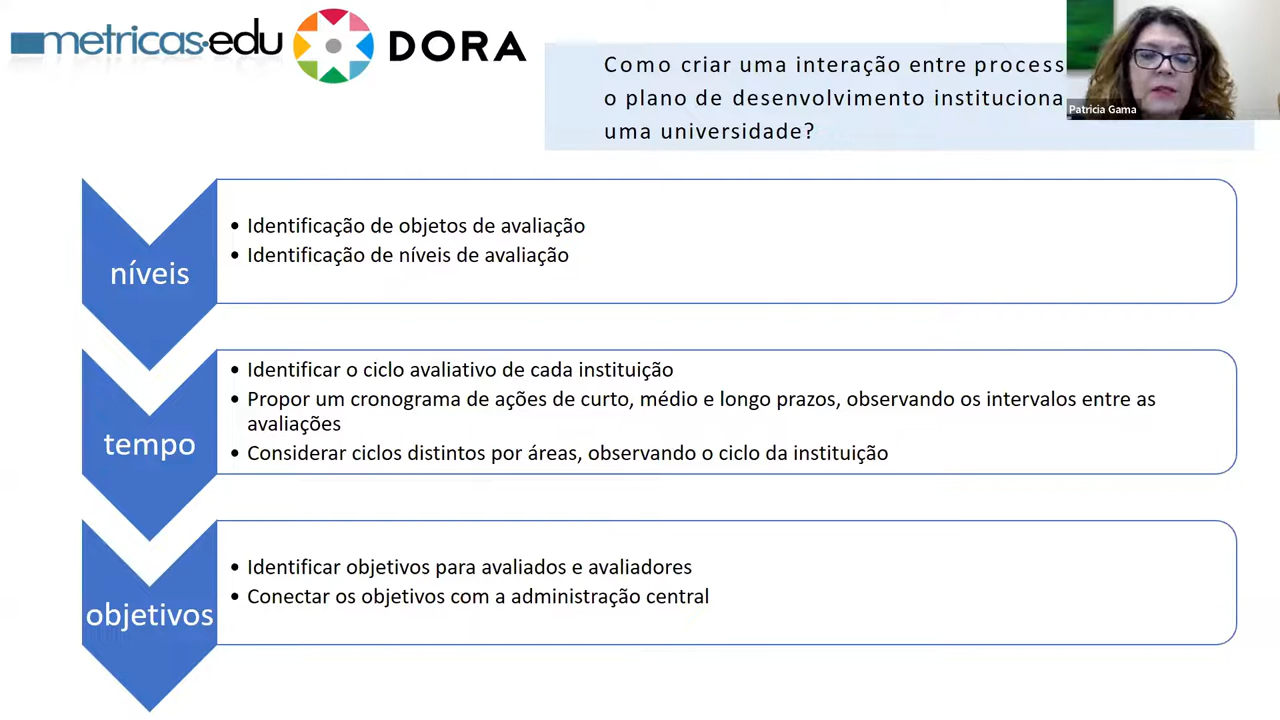 metricas.edu DORA
Como criar uma interação entre process
o plano de desenvolvimento instituciona
uma universidade?
Patricia Gama
níveis
• Identificação de objetos de avaliação
• Identificação de níveis de avaliação
tempo
• Identificar o ciclo avaliativo de cada instituição
• Propor um cronograma de ações de curto, médio e longo prazos, observando os intervalos entre as
avaliações
• Considerar ciclos distintos por áreas, observando o ciclo da instituição
objetivos
• Identificar objetivos para avaliados e avaliadores
• Conectar os objetivos com a administração central